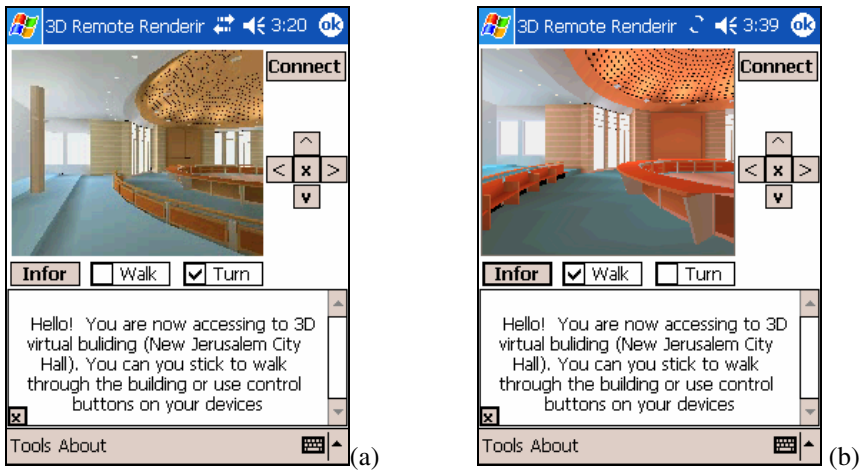 3D Remote Renderir 3:20 ok
Connect
^
< x >
v
Infor Walk Turn
Hello! You are now accessing to 3D
virtual buliding (New Jerusalem City
Hall). You can you stick to walk
through the building or use control
buttons on your devices
x
Tools About
(a)
3D Remote Renderir 3:39 ok
Connect
^
< x >
v
Infor Walk Turn
Hello! You are now accessing to 3D
virtual buliding (New Jerusalem City
Hall). You can you stick to walk
through the building or use control
buttons on your devices
x
Tools About
(b)